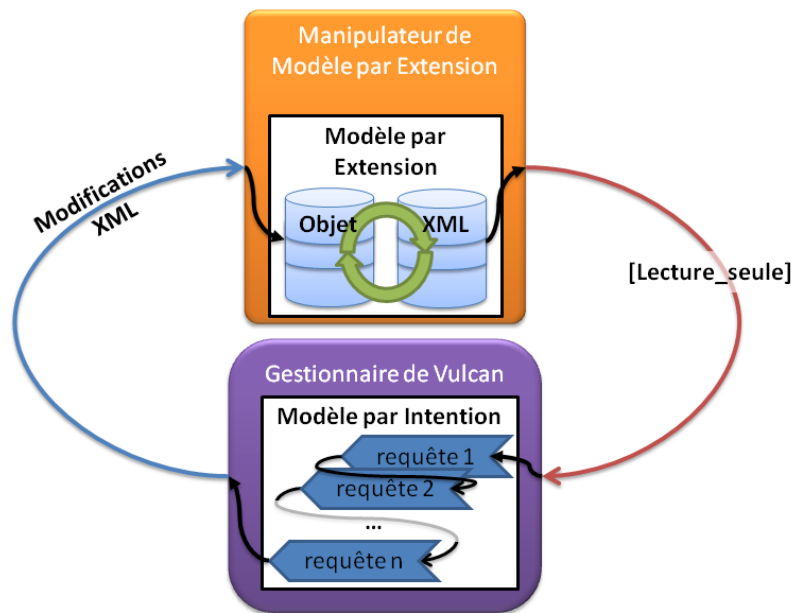 Manipulateur de
Modèle par Extension
Modèle par
Extension
Objet
XML
Modifications
XML
[Lecture_seule]
Gestionnaire de Vulcan
Modèle par Intention
requête 1
requête 2
...
requête n